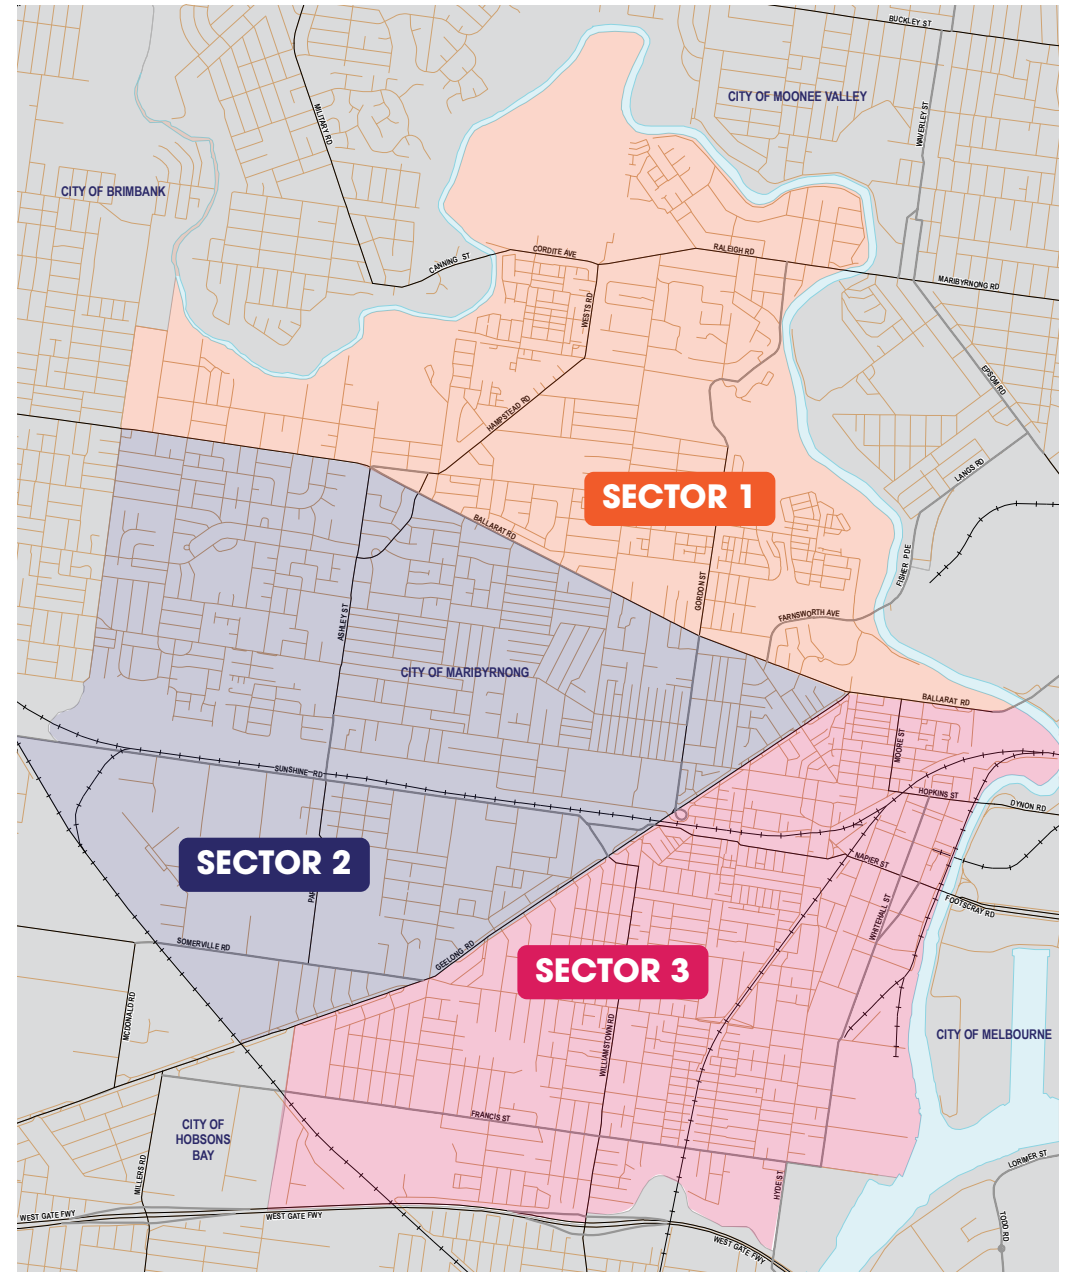 BUCKLEY ST
CITY OF MOONEE VALLEY
MILITARY RD
WAVERLEY ST
CITY OF BRIMBANK
CORDITE AVE
RALEIGH RD
CANNING ST
MARIBYRNONG RD
WESTS RD
EPSOM RD
HAMPSTEAD RD
LANGS RD
SECTOR 1
BALLARAT RD
FISHER PDE
GORDON ST
FARNSWORTH AVE
ASHLEY ST
CITY OF MARIBYRNONG
BALLARAT RD
MOORE ST
SUNSHINE RD
HOPKINS ST
DYNON RD
SECTOR 2
NAPIER ST
FOOTSCRAY RD
WHITEHALL ST
SOMERVILLE RD
GEELONG RD
SECTOR 3
MCDONALD RD
CITY OF MELBOURNE
WILLIAMSTOWN RD
FRANCIS ST
CITY OF
HOBSONS
BAY
MILLERS RD
HYDE ST
LORIMER ST
WEST GATE FWY
WEST GATE FWY
WEST GATE FWY
TODD RD